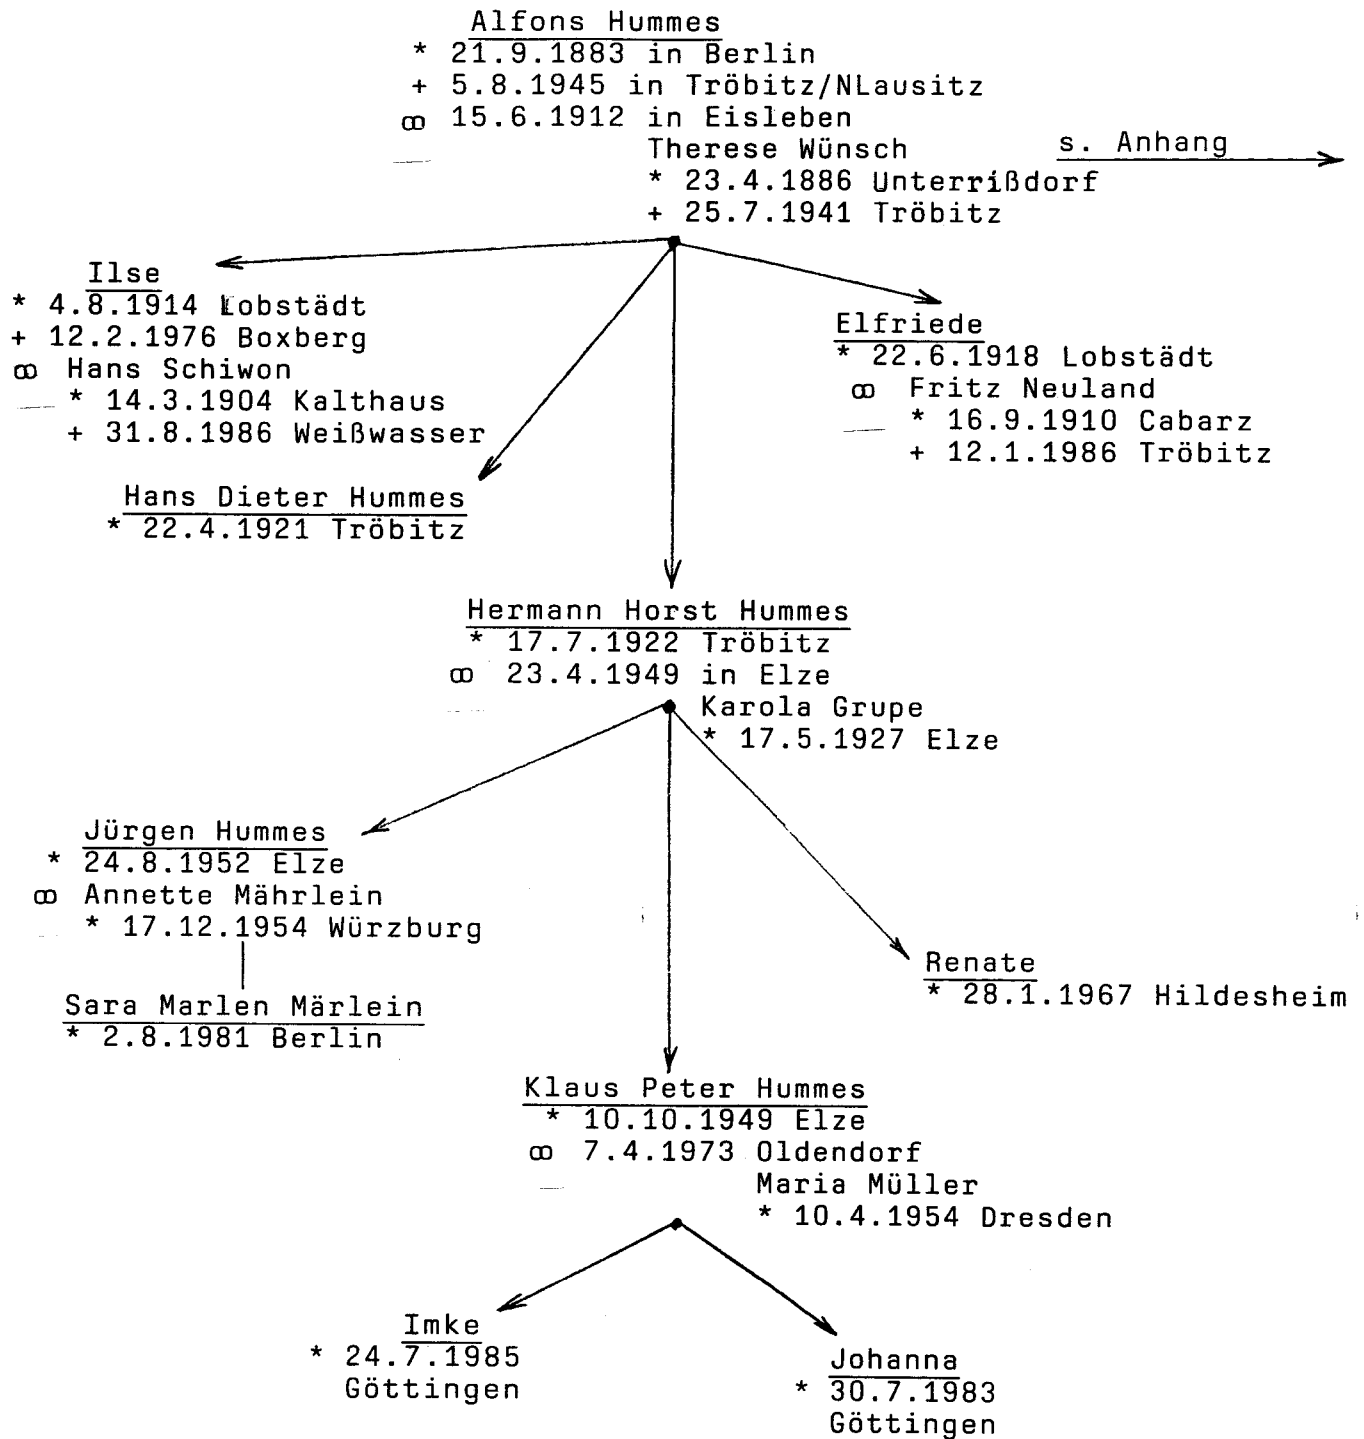 Alfons Hummes
* 21.9.1883 in Berlin
+ 5.8.1945 in Tröbitz/NLausitz
ꝏ 15.6.1912 in Eisleben
Therese Wünsch
s. Anhang
* 23.4.1886 Unterrißdorf
+ 25.7.1941 Tröbitz
Ilse
* 4.8.1914 Lobstädt
+ 12.2.1976 Boxberg
ꝏ Hans Schiwon
* 14.3.1904 Kalthaus
+ 31.8.1986 Weißwasser
Elfriede
* 22.6.1918 Lobstädt
ꝏ Fritz Neuland
* 16.9.1910 Cabarz
+ 12.1.1986 Tröbitz
Hans Dieter Hummes
* 22.4.1921 Tröbitz
Hermann Horst Hummes
* 17.7.1922 Tröbitz
ꝏ 23.4.1949 in Elze
Karola Grupe
* 17.5.1927 Elze
Jürgen Hummes
* 24.8.1952 Elze
ꝏ Annette Mährlein
* 17.12.1954 Würzburg
Sara Marlen Märlein
* 2.8.1981 Berlin
Renate
* 28.1.1967 Hildesheim
Klaus Peter Hummes
* 10.10.1949 Elze
ꝏ 7.4.1973 Oldendorf
Maria Müller
* 10.4.1954 Dresden
Imke
* 24.7.1985
Göttingen
Johanna
* 30.7.1983
Göttingen